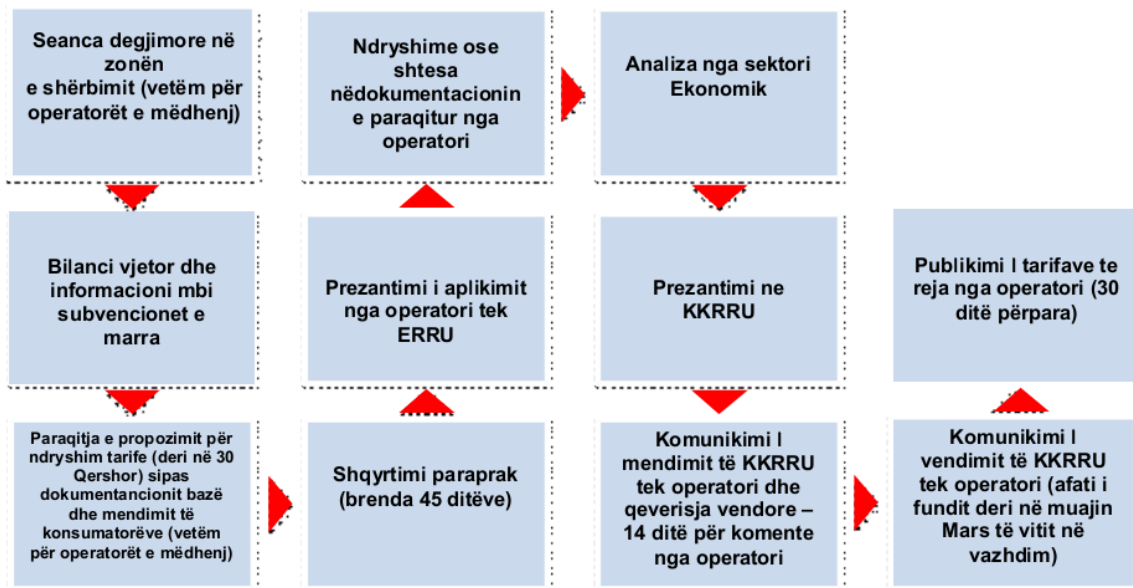 Seanca degjimore në
zonën
e shërbimit (vetëm për
operatorët e mëdhenj)
Bilanci vjetor dhe
informacioni mbi
subvencionet e
marra
Paraqitja e propozimit për
ndryshim tarife (deri në 30
Qershor) sipas
dokumentancionit bazë
dhe mendimit të
konsumatorëve (vetëm
për operatorët e mëdhenj)
Shqyrtimi paraprak
(brenda 45 ditëve)
Prezantimi i aplikimit
nga operatori tek
ERRU
Ndryshime ose
shtesa
nëdokumentacionin
e paraqitur nga
operatori
Analiza nga sektori
Ekonomik
Prezantimi ne
KKRRU
Komunikimi I
mendimit të KKRRU
tek operatori dhe
qeverisja vendore –
14 ditë për komente
nga operatori
Komunikimi I
vendimit të KKRRU
tek operatori (afati i
fundit deri në muajin
Mars të vitit në
vazhdim)
Publikimi I tarifave te
reja nga operatori (30
ditë përpara)